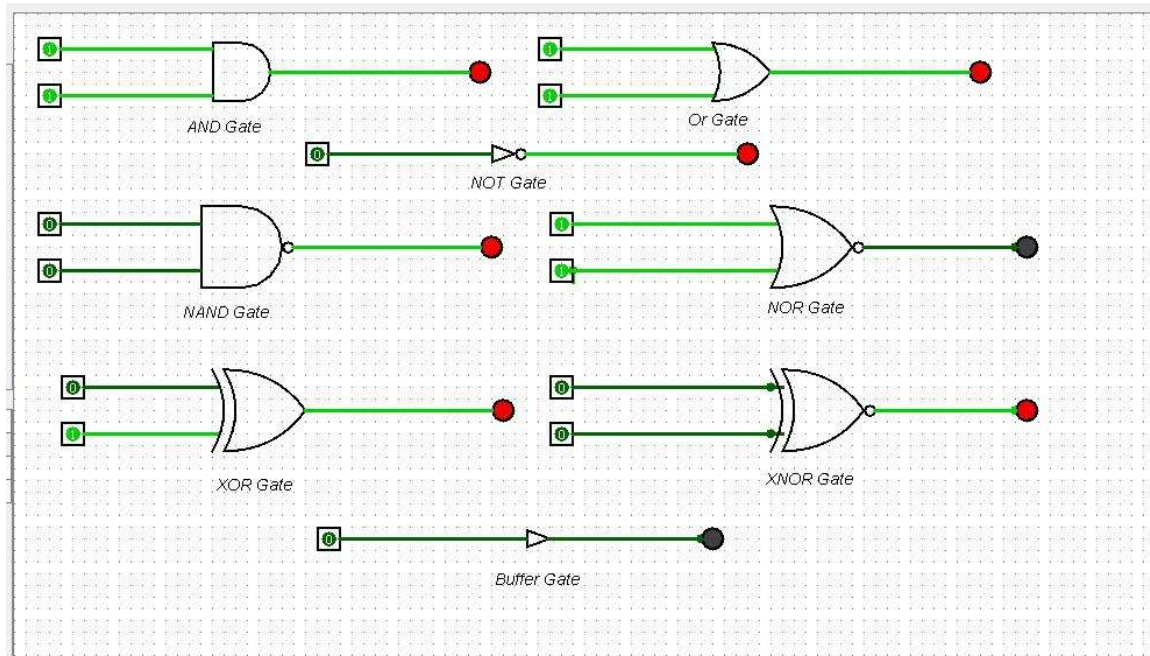 1
1
1
1
AND Gate
Or Gate
0
NOT Gate
0
1
0
1
NAND Gate
NOR Gate
0
0
1
0
XOR Gate
XNOR Gate
0
Buffer Gate